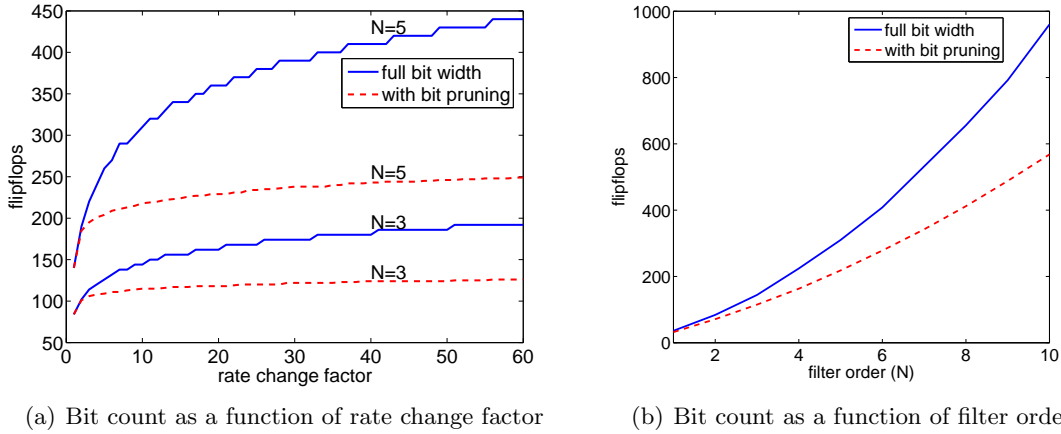 450
400
350
300
250
200
150
100
50
flipflops
N=5
full bit width
with bit pruning
N=5
N=3
N=3
0 10 20 30 40 50 60
rate change factor
(a) Bit count as a function of rate change factor
1000
800
600
400
200
0
flipflops
full bit width
with bit pruning
2 4 6 8 10
filter order (N)
(b) Bit count as a function of filter orde